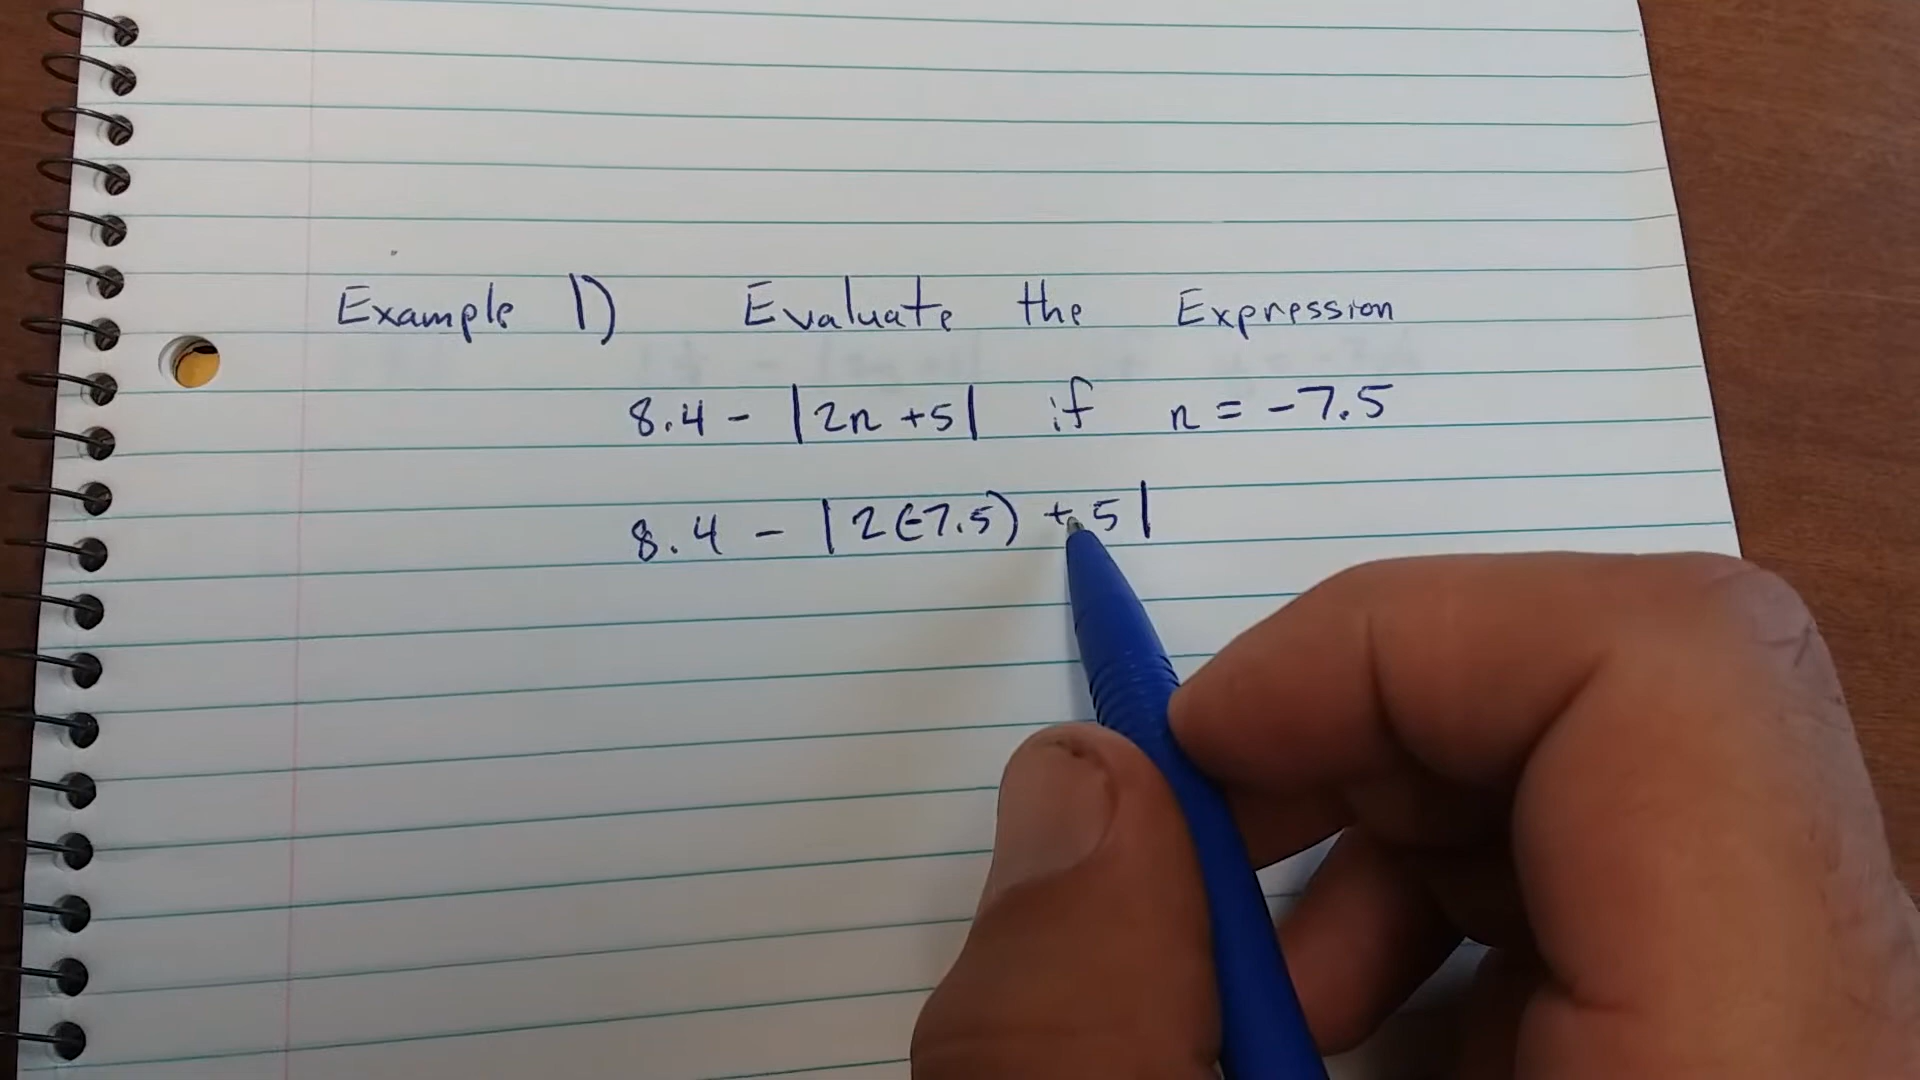 Example 1) Evaluate the Expression
8.4 - |2n +5| if n = -7.5
8.4 - |2(-7.5) + 5|